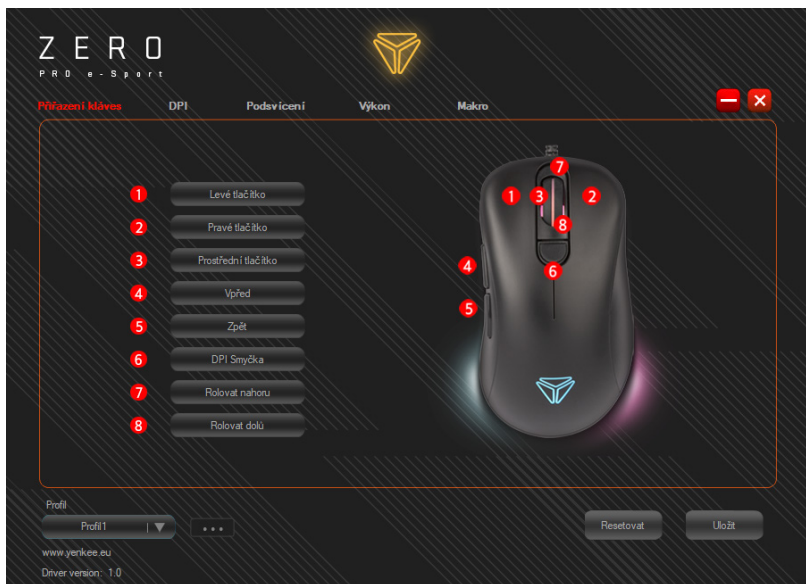 ZERO
PRO e-Sport
Přiřazení kláves DPI Podsvícení Výkon Makro
1 Levé tlačítko
2 Pravé tlačítko
3 Prostřední tlačítko
4 Vpřed
5 Zpět
6 DPI Smyčka
7 Rolovat nahoru
8 Rolovat dolů
7
1 3 2
8
4 6
5
Profil
Profil1 ...
Resetovat Uložit
www.yenkee.eu
Driver version: 1.0